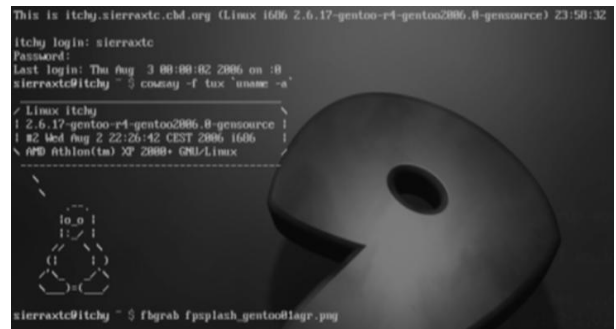 This is itchy.sierraxtc.cbd.org (Linux i686 2.6.17-gentoo2006.0-gensource) 23:50:32
itchy login: sierraxtc
Password:
Last login: Thu Aug 3 00:00:02 2006 on :0
sierraxtc@itchy ~ $ cowsay -f tux `uname -a`
/ Linux itchy \
| 2.6.17-gentoo-r4-gentoo2006.0-gensource |
| #2 Wed Aug 2 22:26:42 CEST 2006 i686 |
\ AMD Athlon(tm) XP 2000+ GNU/Linux /
sierraxtc@itchy ~ $ fbgrab fpsplash_gentoo01agr.png